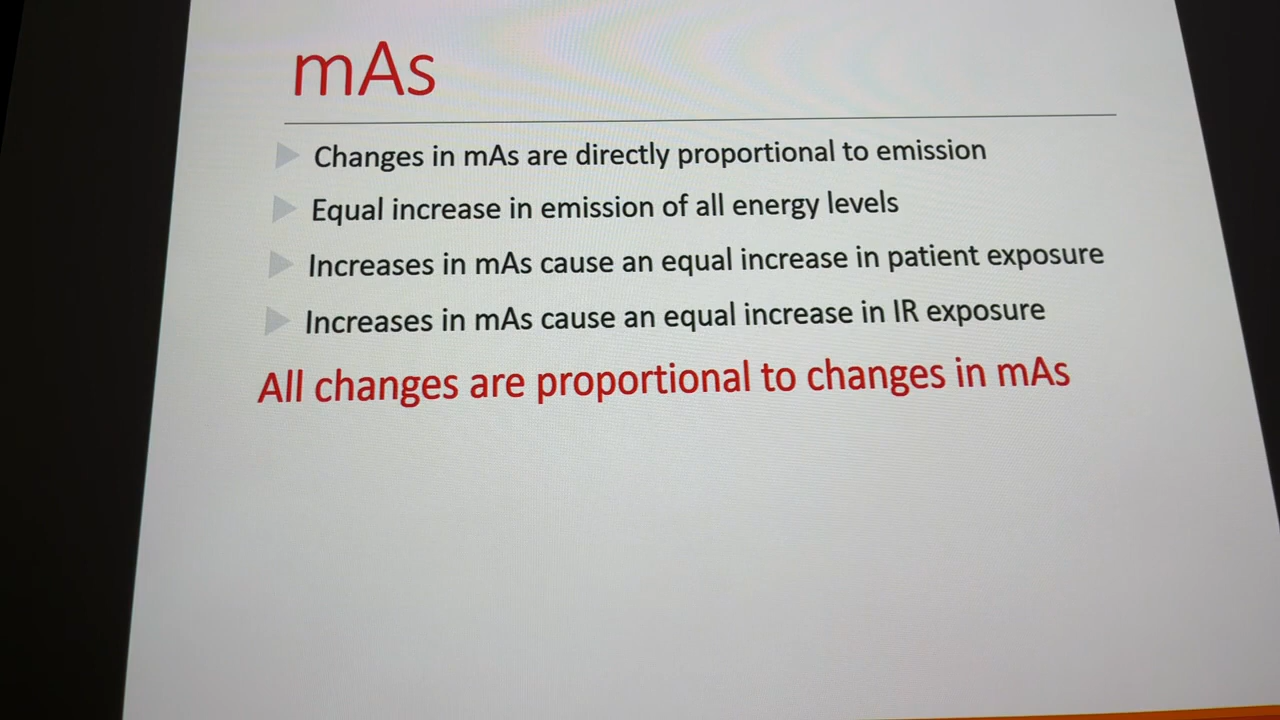 mAs
Changes in mAs are directly proportional to emission
Equal increase in emission of all energy levels
Increases in mAs cause an equal increase in patient exposure
Increases in mAs cause an equal increase in IR exposure
All changes are proportional to changes in mAs